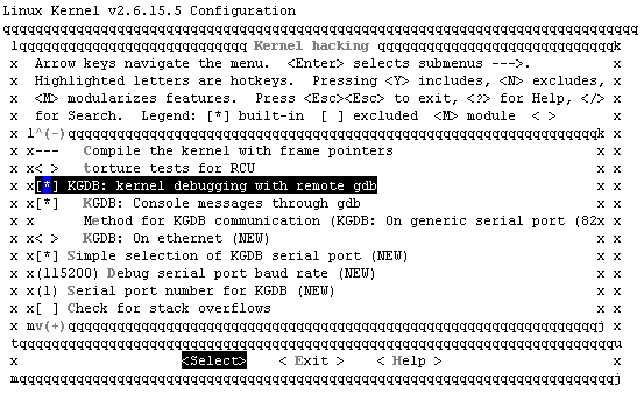 Linux Kernel v2.6.15.5 Configuration
qqqqqqqqqqqqqqqqqqqqqqqqqqqqqqqqqqqqqqqqqqqqqqqqqqqqqqqqqqqqqqqqqqqqqqqqqqqqqq
lqqqqqqqqqqqqqqqqqqqqqqqqqqqqq Kernel hacking qqqqqqqqqqqqqqqqqqqqqqqqqqqqqk
x Arrow keys navigate the menu. <Enter> selects submenus --->. x
x Highlighted letters are hotkeys. Pressing <Y> includes, <N> excludes, x
x <M> modularizes features. Press <Esc><Esc> to exit, <?> for Help, </> x
x for Search. Legend: [*] built-in [ ] excluded <M> module < > x
x l^(-)qqqqqqqqqqqqqqqqqqqqqqqqqqqqqqqqqqqqqqqqqqqqqqqqqqqqqqqqqqqqqqqqk x
x x--- Compile the kernel with frame pointers x x
x x< > torture tests for RCU x x
x x[*] KGDB: kernel debugging with remote gdb x x
x x[*] KGDB: Console messages through gdb x x
x x Method for KGDB communication (KGDB: On generic serial port (82x x
x x< > KGDB: On ethernet (NEW) x x
x x[*] Simple selection of KGDB serial port (NEW) x x
x x(115200) Debug serial port baud rate (NEW) x x
x x(1) Serial port number for KGDB (NEW) x x
x x[ ] Check for stack overflows x x
x mv(+)qqqqqqqqqqqqqqqqqqqqqqqqqqqqqqqqqqqqqqqqqqqqqqqqqqqqqqqqqqqqqqqqj x
tqqqqqqqqqqqqqqqqqqqqqqqqqqqqqqqqqqqqqqqqqqqqqqqqqqqqqqqqqqqqqqqqqqqqqqqqqqu
x <Select> < Exit > < Help > x
mqqqqqqqqqqqqqqqqqqqqqqqqqqqqqqqqqqqqqqqqqqqqqqqqqqqqqqqqqqqqqqqqqqqqqqqqqqj